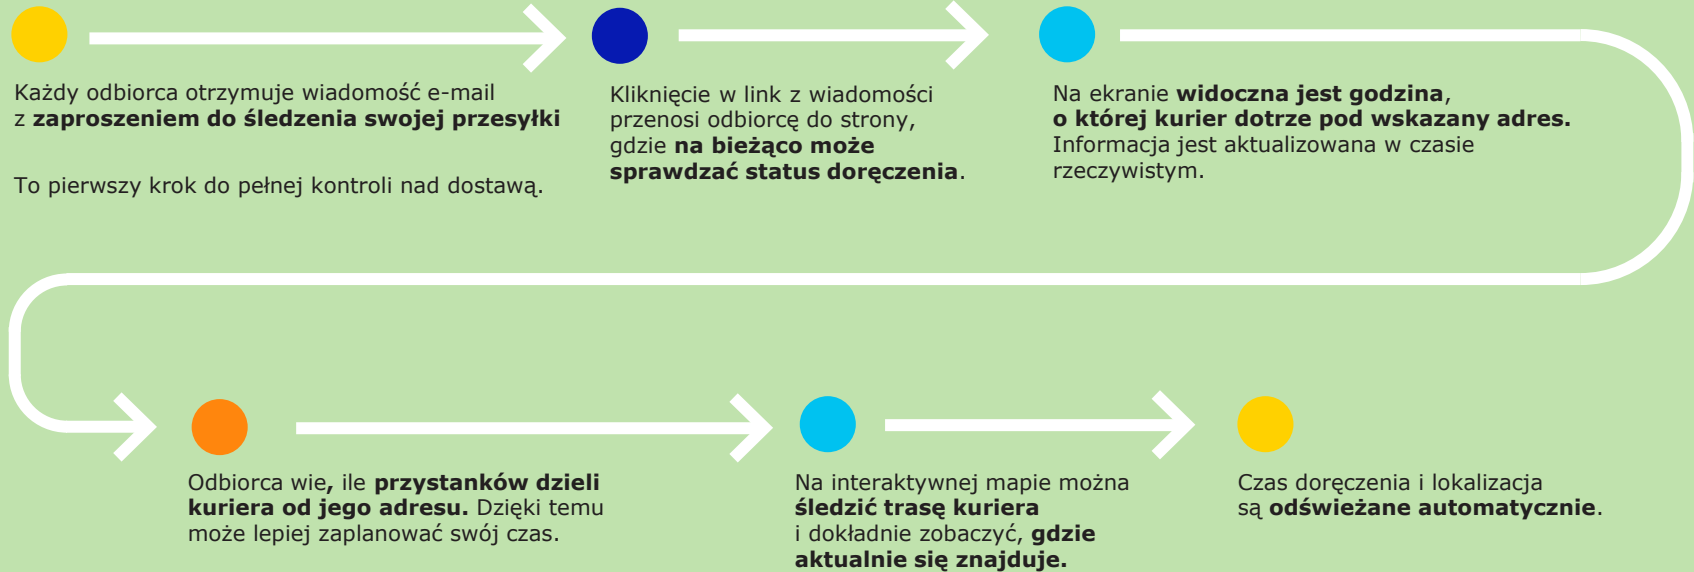 Każdy odbiorca otrzymuje wiadomość e-mail
z zaproszeniem do śledzenia swojej przesyłki
To pierwszy krok do pełnej kontroli nad dostawą.
Kliknięcie w link z wiadomości
przenosi odbiorcę do strony,
gdzie na bieżąco może
sprawdzać status doręczenia.
Na ekranie widoczna jest godzina,
o której kurier dotrze pod wskazany adres.
Informacja jest aktualizowana w czasie
rzeczywistym.
Odbiorca wie, ile przystanków dzieli
kuriera od jego adresu. Dzięki temu
może lepiej zaplanować swój czas.
Na interaktywnej mapie można
śledzić trasę kuriera
i dokładnie zobaczyć, gdzie
aktualnie się znajduje.
Czas doręczenia i lokalizacja
są odświeżane automatycznie.